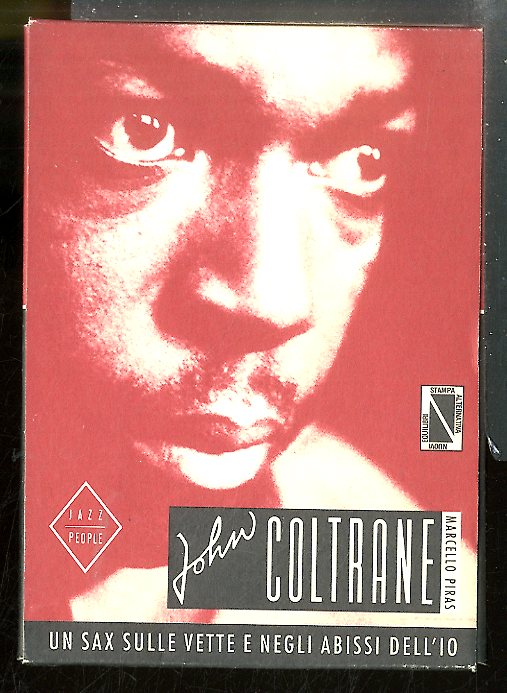 STAMPA
ALTERNATIVA
NUOVI
EQUILIBRI
JAZZ
PEOPLE
John
COLTRANE
MARCELLO PIRAS
UN SAX SULLE VETTE E NEGLI ABISSI DELL'IO